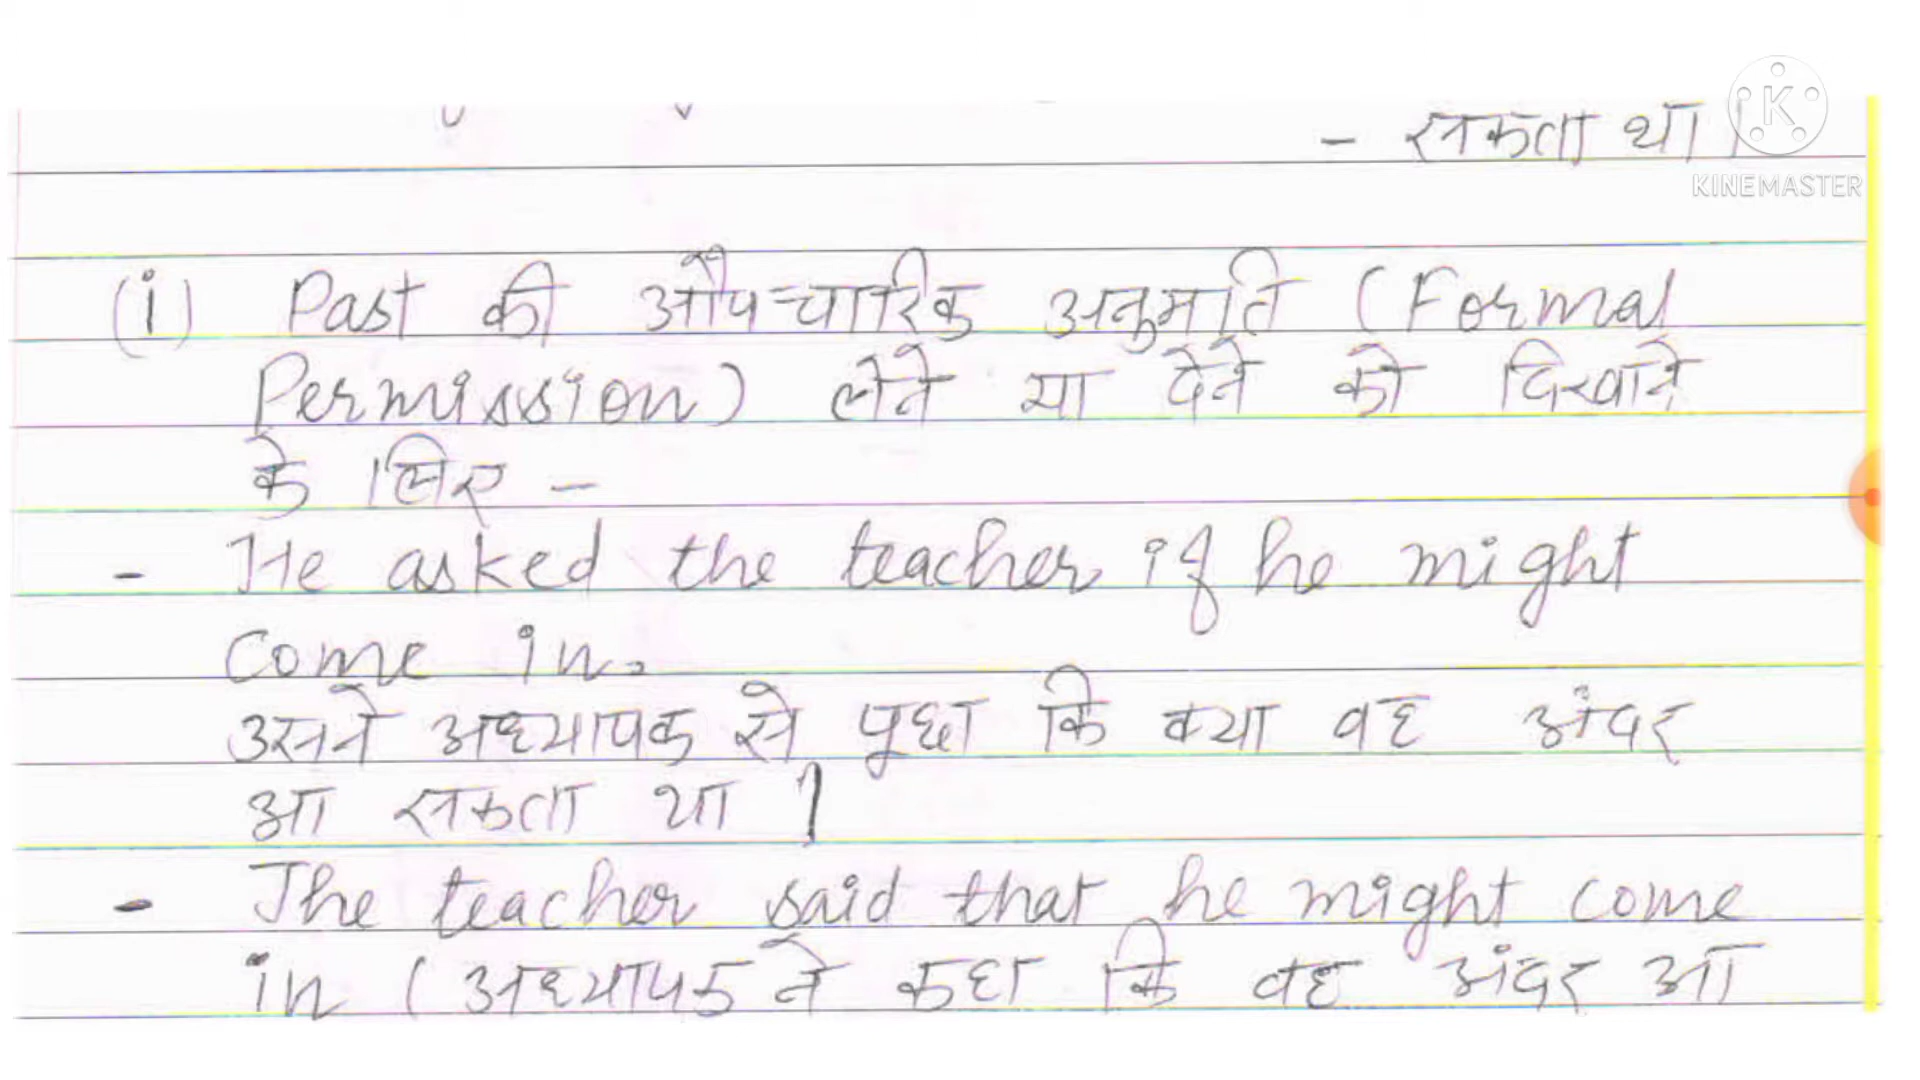 - सकता था।
KINEMASTER
(i) Past की औपचारिक अनुमति (Formal
Permission) लेने या देने को दिखाने
के लिए -
- He asked the teacher if he might
come in.
उसने अध्यापक से पूछा कि क्या वह अंदर
आ सकता था।
- The teacher said that he might come
in (अध्यापक ने कहा कि वह अंदर आ